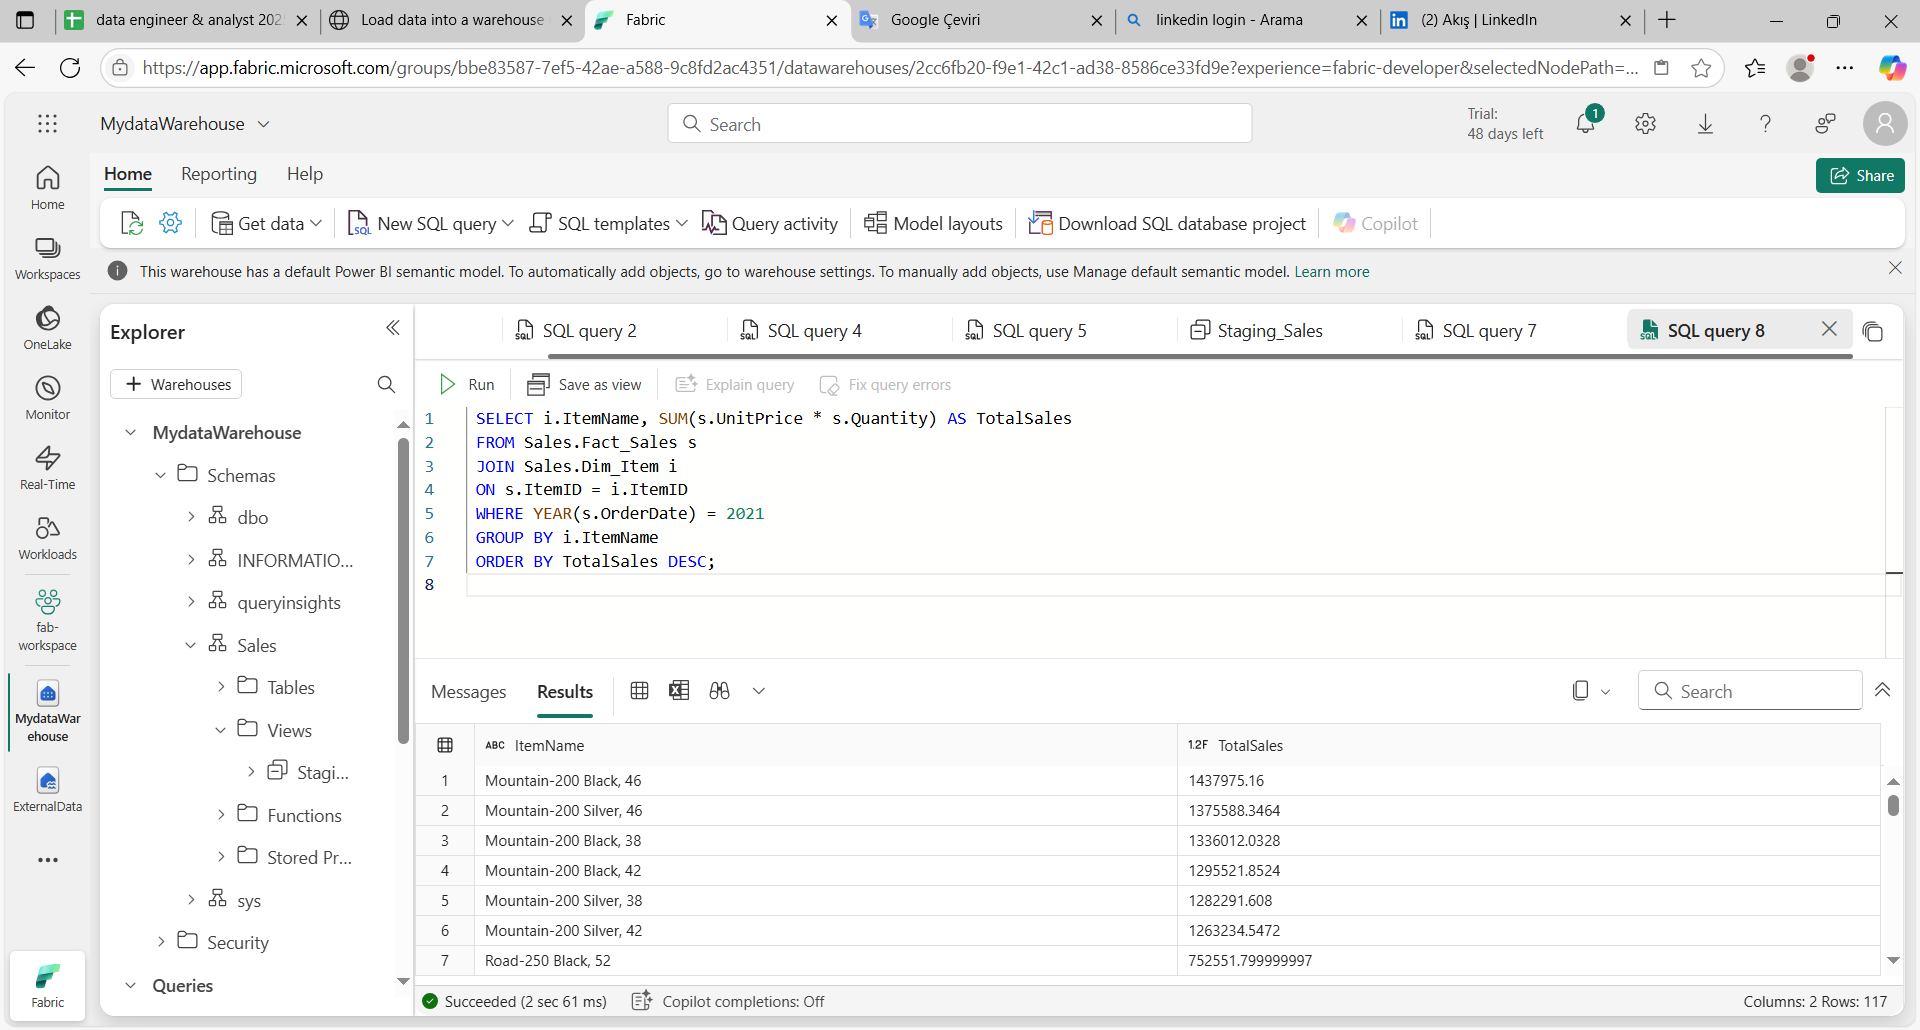 data engineer & analyst 202
Load data into a warehouse
Fabric
Google Çeviri
linkedin login - Arama
(2) Akış | LinkedIn
https://app.fabric.microsoft.com/groups/bbe83587-7ef5-42ae-a588-9c8fd2ac4351/datawarehouses/2cc6fb20-f9e1-42c1-ad38-8586ce33fd9e?experience=fabric-developer&selectedNodePath=...
MydataWarehouse
Search
Trial:
48 days left
1
Home
Reporting
Help
Share
Get data
New SQL query
SQL templates
Query activity
Model layouts
Download SQL database project
Copilot
This warehouse has a default Power BI semantic model. To automatically add objects, go to warehouse settings. To manually add objects, use Manage default semantic model. Learn more
Home
Workspaces
OneLake
Monitor
Real-Time
Workloads
fab-
workspace
MydataWar
ehouse
ExternalData
Fabric
Explorer
Warehouses
MydataWarehouse
Schemas
dbo
INFORMATIO...
queryinsights
Sales
Tables
Views
Stagi...
Functions
Stored Pr...
sys
Security
Queries
SQL query 2
SQL query 4
SQL query 5
Staging_Sales
SQL query 7
SQL query 8
Run
Save as view
Explain query
Fix query errors
1 SELECT i.ItemName, SUM(s.UnitPrice * s.Quantity) AS TotalSales
2 FROM Sales.Fact_Sales s
3 JOIN Sales.Dim_Item i
4 ON s.ItemID = i.ItemID
5 WHERE YEAR(s.OrderDate) = 2021
6 GROUP BY i.ItemName
7 ORDER BY TotalSales DESC;
8
Messages
Results
Search
ABC ItemName 1.2F TotalSales
1 Mountain-200 Black, 46 1437975.16
2 Mountain-200 Silver, 46 1375588.3464
3 Mountain-200 Black, 38 1336012.0328
4 Mountain-200 Black, 42 1295521.8524
5 Mountain-200 Silver, 38 1282291.608
6 Mountain-200 Silver, 42 1263234.5472
7 Road-250 Black, 52 752551.799999997
Succeeded (2 sec 61 ms)
Copilot completions: Off
Columns: 2 Rows: 117